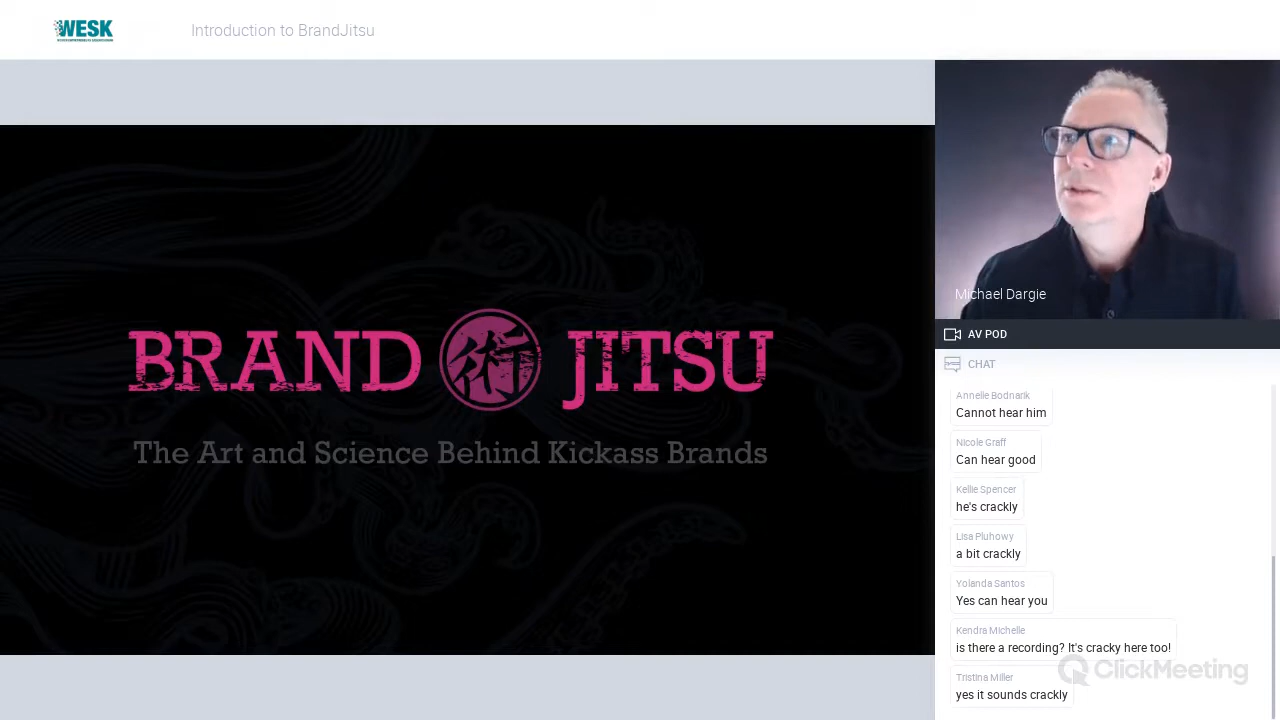 WESK
Introduction to BrandJitsu
BRAND 術 JITSU
The Art and Science Behind Kickass Brands
Michael Dargie
AV POD
CHAT
Annelle Bodnarik
Cannot hear him
Nicole Graff
Can hear good
Kellie Spencer
he's crackly
Lisa Pluhowy
a bit crackly
Yolanda Santos
Yes can hear you
Kendra Michelle
is there a recording? It's cracky here too!
ClickMeeting
Tristina Miller
yes it sounds crackly